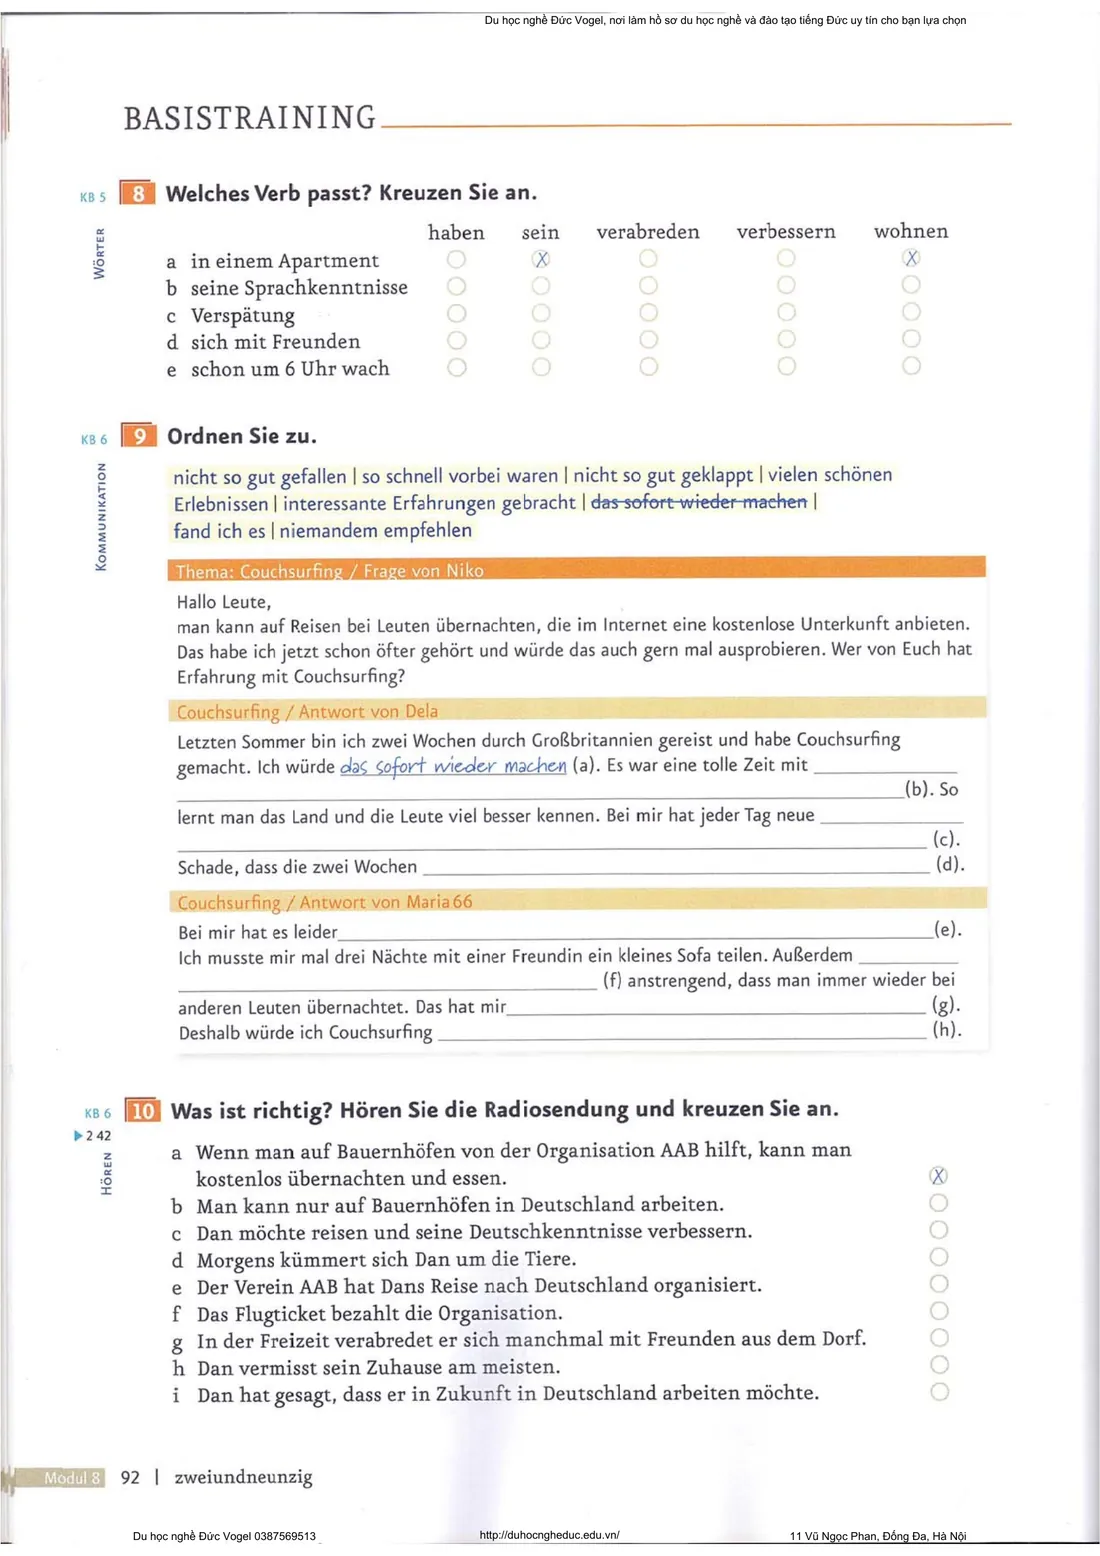 Du học nghề Đức Vogel, nơi làm hồ sơ du học nghề và đào tạo tiếng Đức uy tín cho bạn lựa chọn
BASISTRAINING
KB 5 8 Welches Verb passt? Kreuzen Sie an.
WÖRTER
haben sein verabreden verbessern wohnen
a in einem Apartment X X
b seine Sprachkenntnisse
c Verspätung
d sich mit Freunden
e schon um 6 Uhr wach
KB 6 9 Ordnen Sie zu.
KOMMUNIKATION
nicht so gut gefallen | so schnell vorbei waren | nicht so gut geklappt | vielen schönen
Erlebnissen | interessante Erfahrungen gebracht | das sofort wieder machen |
fand ich es | niemandem empfehlen
Thema: Couchsurfing / Frage von Niko
Hallo Leute,
man kann auf Reisen bei Leuten übernachten, die im Internet eine kostenlose Unterkunft anbieten.
Das habe ich jetzt schon öfter gehört und würde das auch gern mal ausprobieren. Wer von Euch hat
Erfahrung mit Couchsurfing?
Couchsurfing / Antwort von Dela
Letzten Sommer bin ich zwei Wochen durch Großbritannien gereist und habe Couchsurfing
gemacht. Ich würde das sofort wieder machen (a). Es war eine tolle Zeit mit
(b). So
lernt man das Land und die Leute viel besser kennen. Bei mir hat jeder Tag neue
(c).
Schade, dass die zwei Wochen (d).
Couchsurfing / Antwort von Maria66
Bei mir hat es leider (e).
Ich musste mir mal drei Nächte mit einer Freundin ein kleines Sofa teilen. Außerdem
(f) anstrengend, dass man immer wieder bei
anderen Leuten übernachtet. Das hat mir (g).
Deshalb würde ich Couchsurfing (h).
KB 6 10 Was ist richtig? Hören Sie die Radiosendung und kreuzen Sie an.
▶ 2 42
HÖREN
a Wenn man auf Bauernhöfen von der Organisation AAB hilft, kann man
kostenlos übernachten und essen. X
b Man kann nur auf Bauernhöfen in Deutschland arbeiten.
c Dan möchte reisen und seine Deutschkenntnisse verbessern.
d Morgens kümmert sich Dan um die Tiere.
e Der Verein AAB hat Dans Reise nach Deutschland organisiert.
f Das Flugticket bezahlt die Organisation.
g In der Freizeit verabredet er sich manchmal mit Freunden aus dem Dorf.
h Dan vermisst sein Zuhause am meisten.
i Dan hat gesagt, dass er in Zukunft in Deutschland arbeiten möchte.
Modul 8 92 | zweiundneunzig
Du học nghề Đức Vogel 0387569513 http://duhocngheduc.edu.vn/ 11 Vũ Ngọc Phan, Đống Đa, Hà Nội